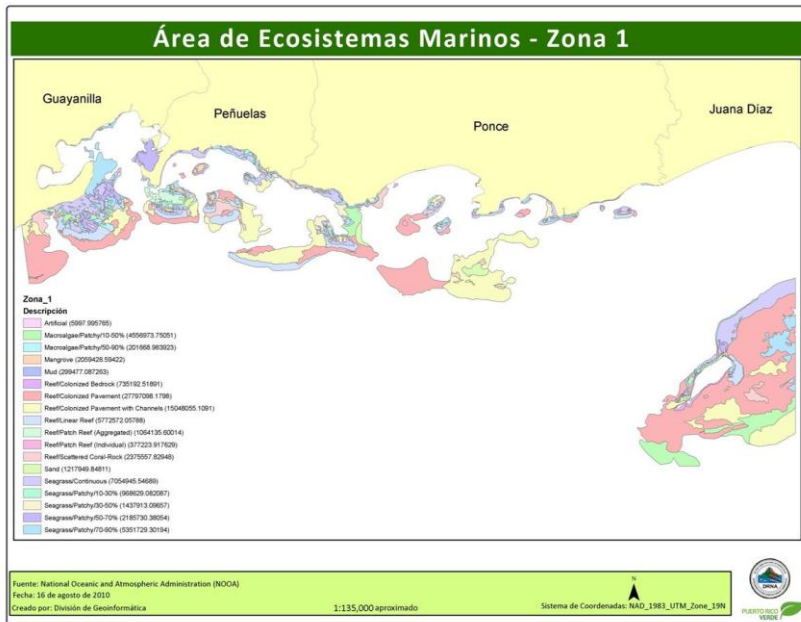 Área de Ecosistemas Marinos - Zona 1
Guayanilla
Peñuelas
Ponce
Juana Díaz
Zona_1
Descripción
Artificial (5997.995765)
Macroalgae/Patchy/10-50% (4556973.75051)
Macroalgae/Patchy/50-90% (201668.983923)
Mangrove (2059428.59422)
Mud (299477.087263)
Reef/Colonized Bedrock (735192.51891)
Reef/Colonized Pavement (27797098.1798)
Reef/Colonized Pavement with Channels (15048055.1091)
Reef/Linear Reef (5772572.05788)
Reef/Patch Reef (Aggregated) (1064135.60014)
Reef/Patch Reef (Individual) (377223.917629)
Reef/Scattered Coral-Rock (2375557.82948)
Sand (1217949.84811)
Seagrass/Continuous (7054945.54689)
Seagrass/Patchy/10-30% (968629.082087)
Seagrass/Patchy/30-50% (1437913.09657)
Seagrass/Patchy/50-70% (2185730.38054)
Seagrass/Patchy/70-90% (5351729.30194)
Fuente: National Oceanic and Atmospheric Administration (NOOA)
Fecha: 16 de agosto de 2010
Creado por: División de Geoinformática
1:135,000 aproximado
N
Sistema de Coordenadas: NAD_1983_UTM_Zone_19N
DRNA
PUERTO RICO
VERDE